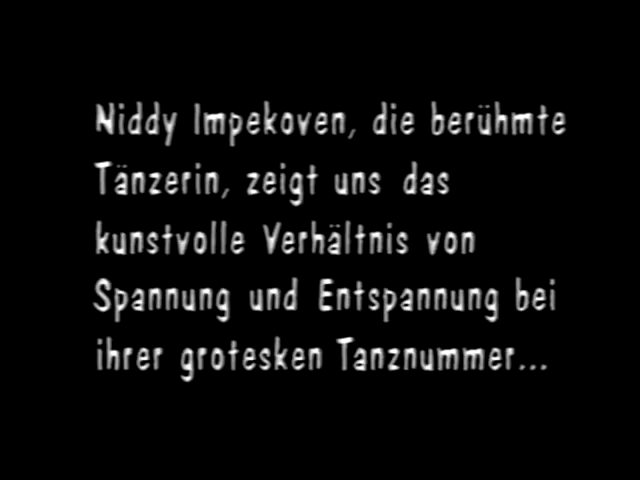 Niddy Impekoven, die berühmte
Tänzerin, zeigt uns das
kunstvolle Verhältnis von
Spannung und Entspannung bei
ihrer grotesken Tanznummer...